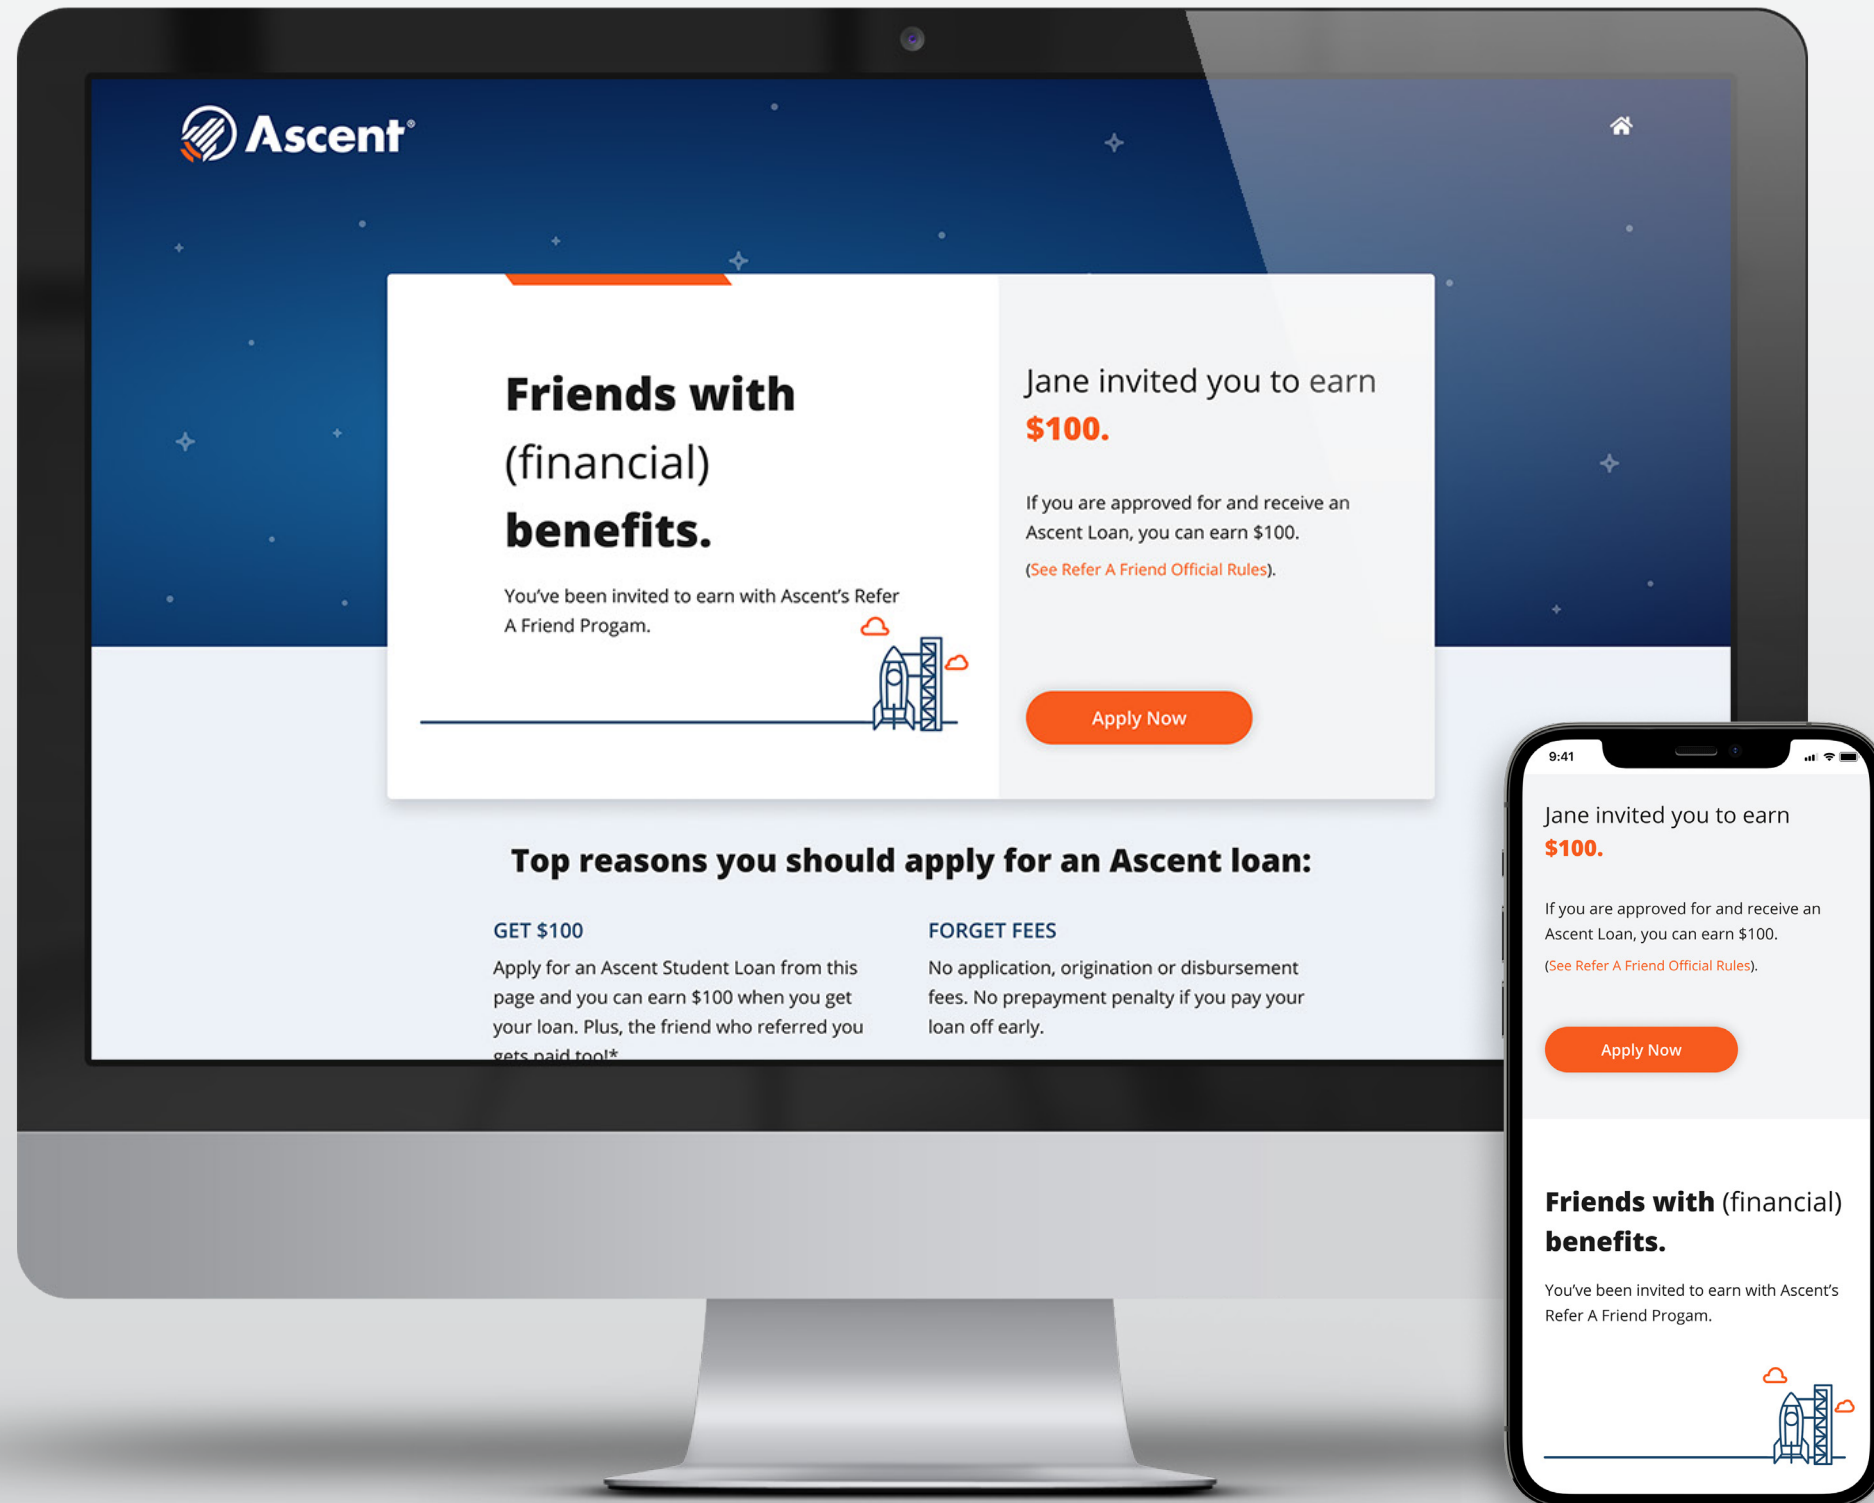 Ascent®
Friends with
(financial)
benefits.
You've been invited to earn with Ascent's Refer
A Friend Progam.
Jane invited you to earn
$100.
If you are approved for and receive an
Ascent Loan, you can earn $100.
(See Refer A Friend Official Rules).
Apply Now
Top reasons you should apply for an Ascent loan:
GET $100
Apply for an Ascent Student Loan from this
page and you can earn $100 when you get
your loan. Plus, the friend who referred you
gets paid too!*
FORGET FEES
No application, origination or disbursement
fees. No prepayment penalty if you pay your
loan off early.
9:41
Jane invited you to earn
$100.
If you are approved for and receive an
Ascent Loan, you can earn $100.
(See Refer A Friend Official Rules).
Apply Now
Friends with (financial)
benefits.
You've been invited to earn with Ascent's
Refer A Friend Progam.